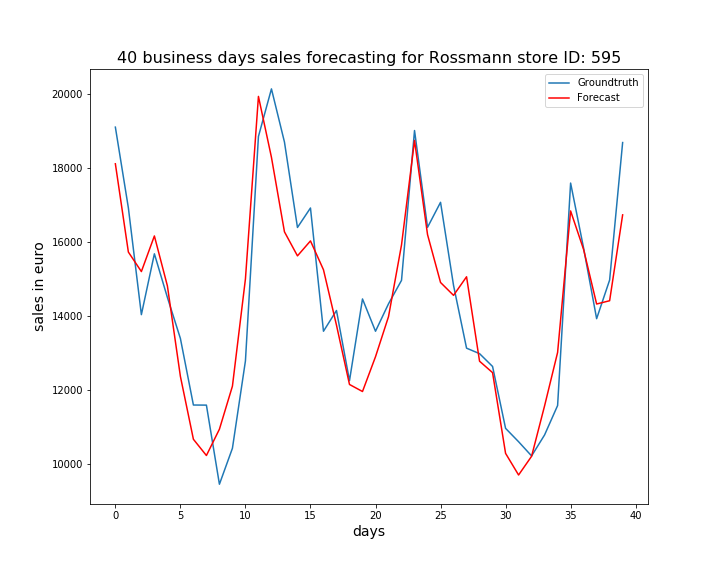 40 business days sales forecasting for Rossmann store ID: 595
Groundtruth
Forecast
20000
18000
16000
14000
12000
10000
sales in euro
0 5 10 15 20 25 30 35 40
days